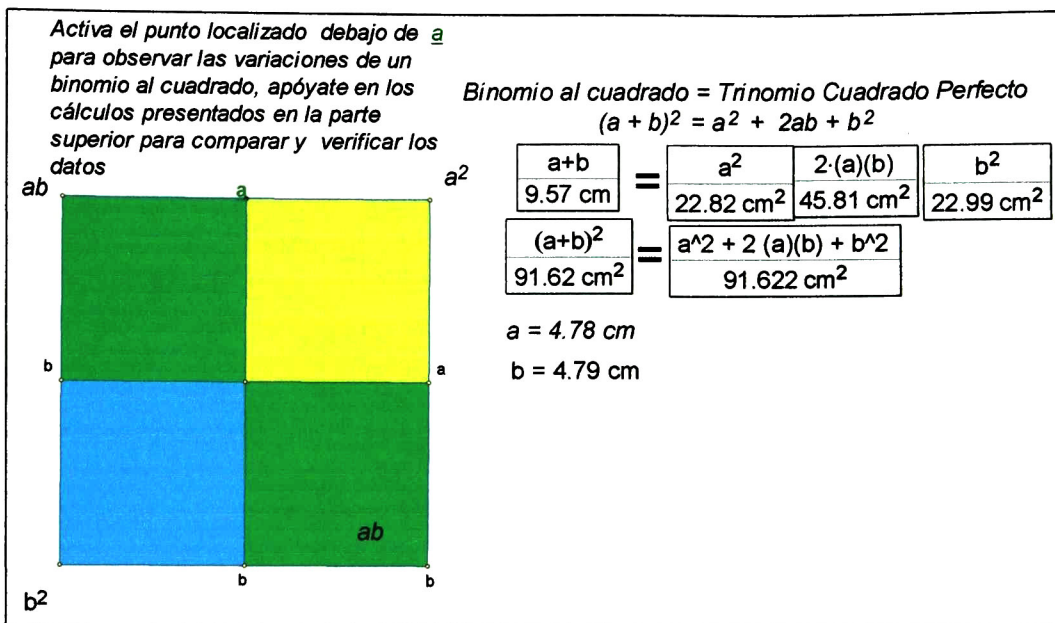 Activa el punto localizado debajo de a
para observar las variaciones de un
binomio al cuadrado, apóyate en los
cálculos presentados en la parte
superior para comparar y verificar los
datos
Binomio al cuadrado = Trinomio Cuadrado Perfecto
(a + b)² = a² + 2ab + b²
a+b
9.57 cm
=
a²
22.82 cm²
2·(a)(b)
45.81 cm²
b²
22.99 cm²
(a+b)²
91.62 cm²
=
a^2 + 2 (a)(b) + b^2
91.622 cm²
a = 4.78 cm
b = 4.79 cm
ab
a
a²
b
a
ab
b
b
b²